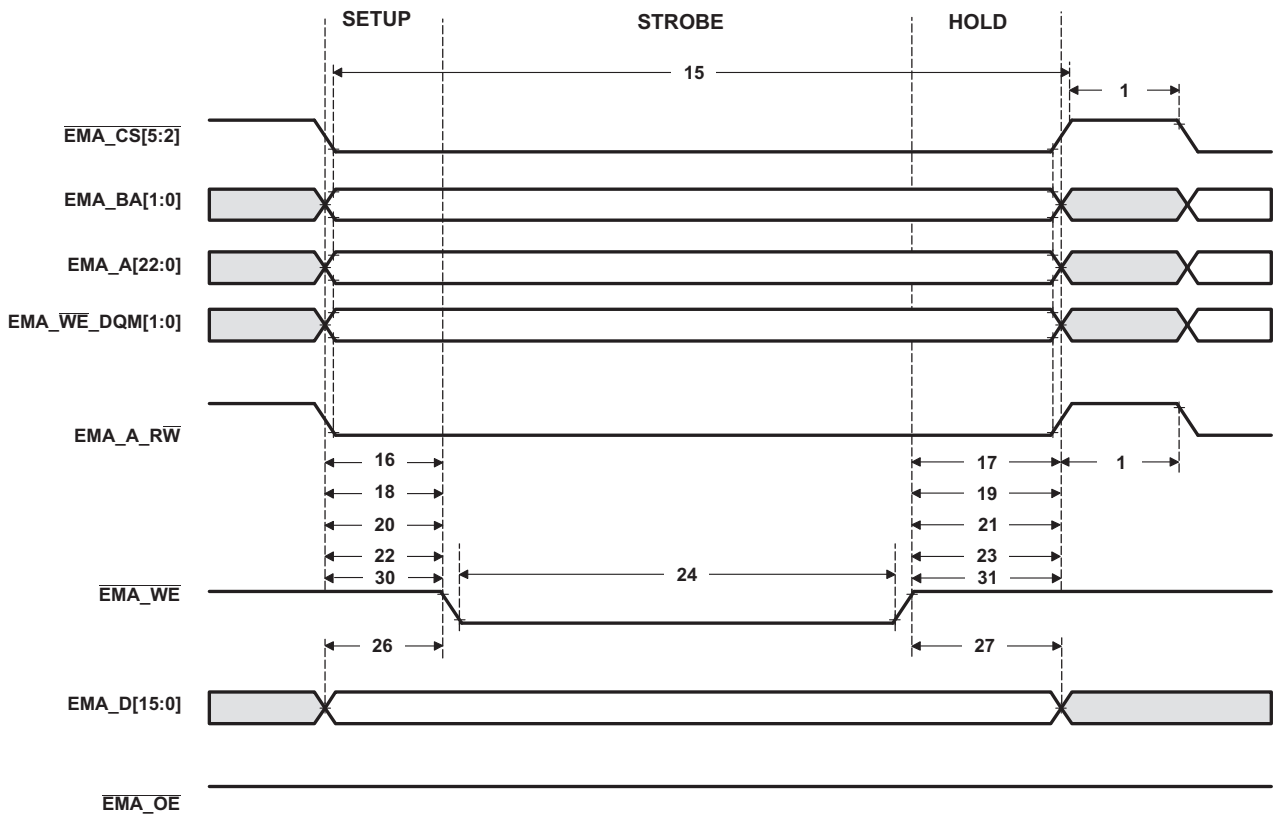 SETUP STROBE HOLD
15
1
EMA_CS[5:2]
EMA_BA[1:0]
EMA_A[22:0]
EMA_WE_DQM[1:0]
EMA_A_RW
16 17 1
18 19
20 21
22 23
24
30 31
EMA_WE
26 27
EMA_D[15:0]
EMA_OE